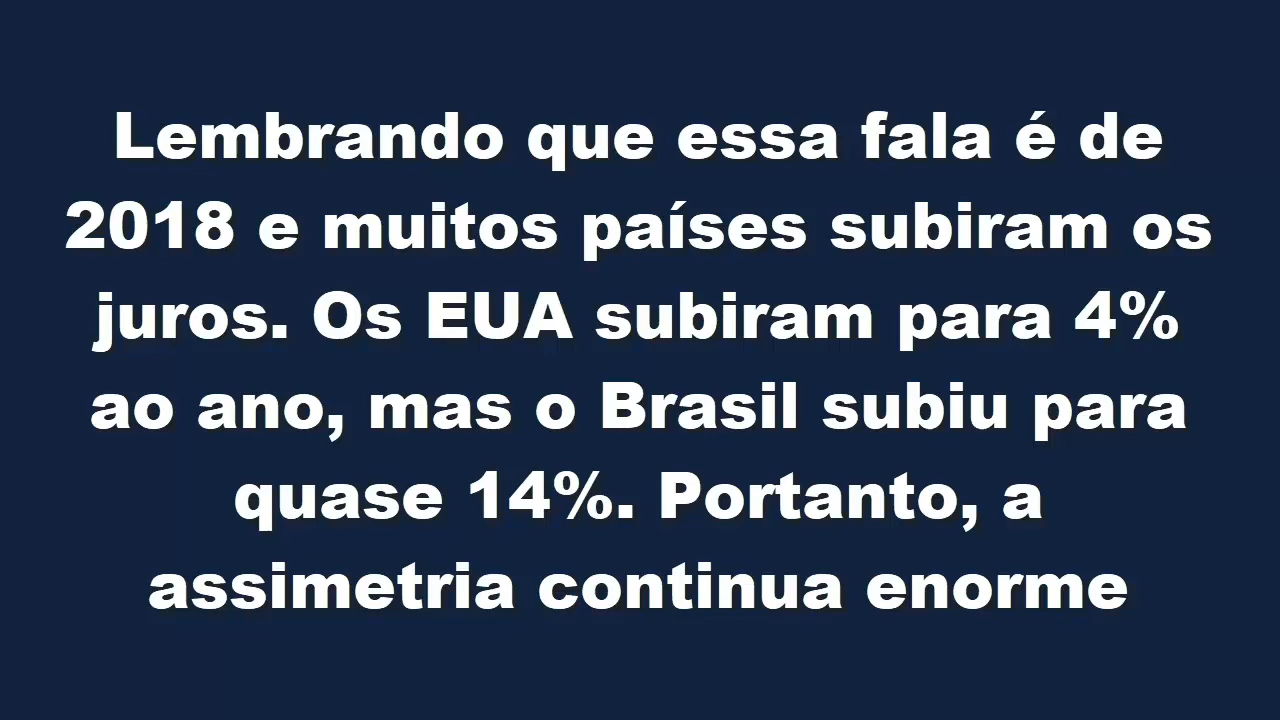 Lembrando que essa fala é de
2018 e muitos países subiram os
juros. Os EUA subiram para 4%
ao ano, mas o Brasil subiu para
quase 14%. Portanto, a
assimetria continua enorme